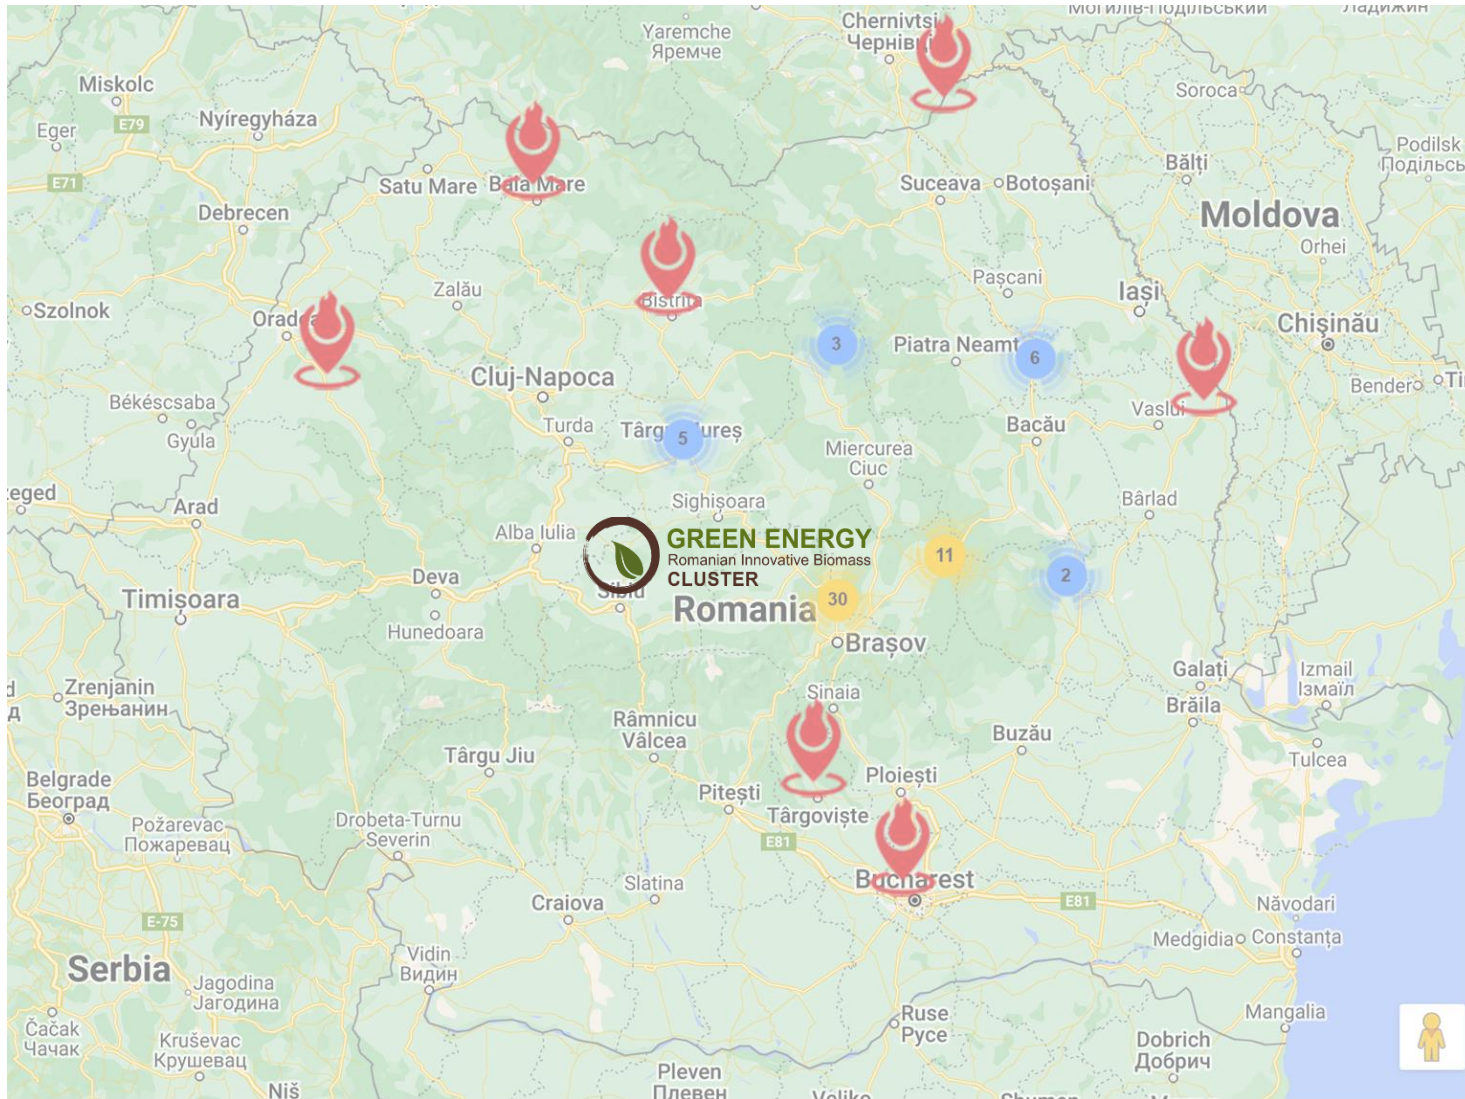 Chernivtsi
Могилів-Подільський
Ладижин
Yaremche
Яремче
Miskolc
Soroca
E79
Nyíregyháza
Eger
Podilsk
Bălți
E71
Satu Mare
Baia Mare
Suceava
Botoșani
Debrecen
Moldova
Orhei
Pașcani
Zalău
Iași
Szolnok
Bistrița
Chișinău
3
Piatra Neamț
6
Cluj-Napoca
Bender
Békéscsaba
Vaslui
Gyula
Turda
5
Bacău
Miercurea
Ciuc
Arad
Sighișoara
Bârlad
Alba Iulia
GREEN ENERGY
Romanian Innovative Biomass
CLUSTER
11
2
Deva
Sibiu
Timișoara
Romania
30
Hunedoara
Brașov
Galați
Izmail
Ізмаїл
Zrenjanin
Зрењанин
Sinaia
Brăila
Râmnicu
Vâlcea
Buzău
Târgu Jiu
Tulcea
Belgrade
Београд
Ploiești
Pitești
Târgoviște
Požarevac
Пожаревац
Drobeta-Turnu
Severin
E81
Bucharest
Slatina
Craiova
E81
Năvodari
E-75
Medgidia
Constanța
Vidin
Видин
Serbia
Jagodina
Јагодина
Ruse
Русе
Mangalia
Čačak
Чачак
Kruševac
Крушевац
Dobrich
Добрич
Pleven
Плевен
Niš